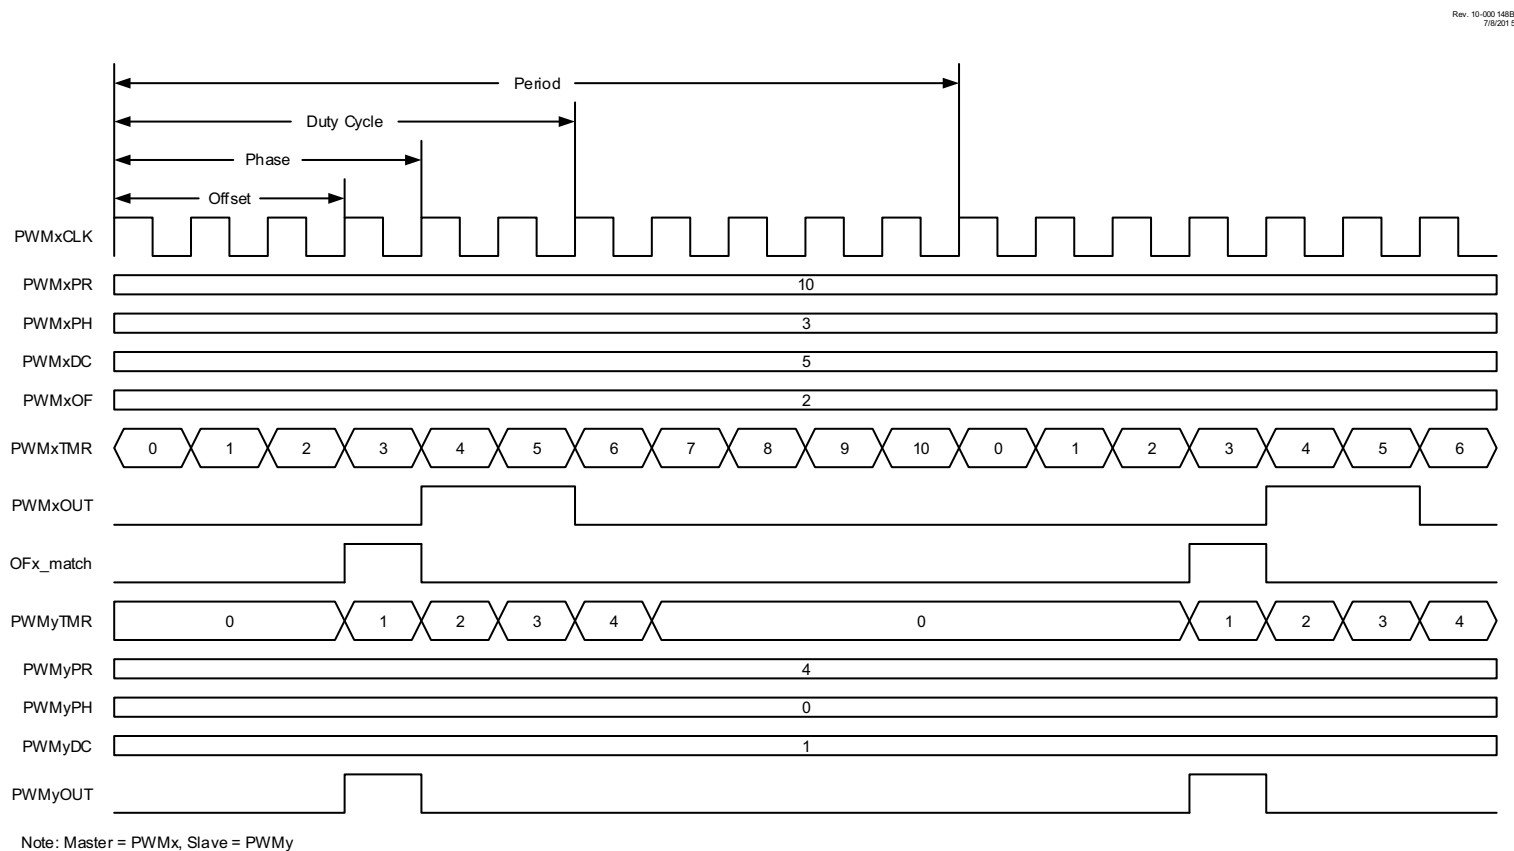 Rev. 10-000 148B
7/8/2015
Period
Duty Cycle
Phase
Offset
PWMxCLK
PWMxPR 10
PWMxPH 3
PWMxDC 5
PWMxOF 2
PWMxTMR 0 1 2 3 4 5 6 7 8 9 10 0 1 2 3 4 5 6
PWMxOUT
OFx_match
PWMyTMR 0 1 2 3 4 0 1 2 3 4
PWMyPR 4
PWMyPH 0
PWMyDC 1
PWMyOUT
Note: Master = PWMx, Slave = PWMy